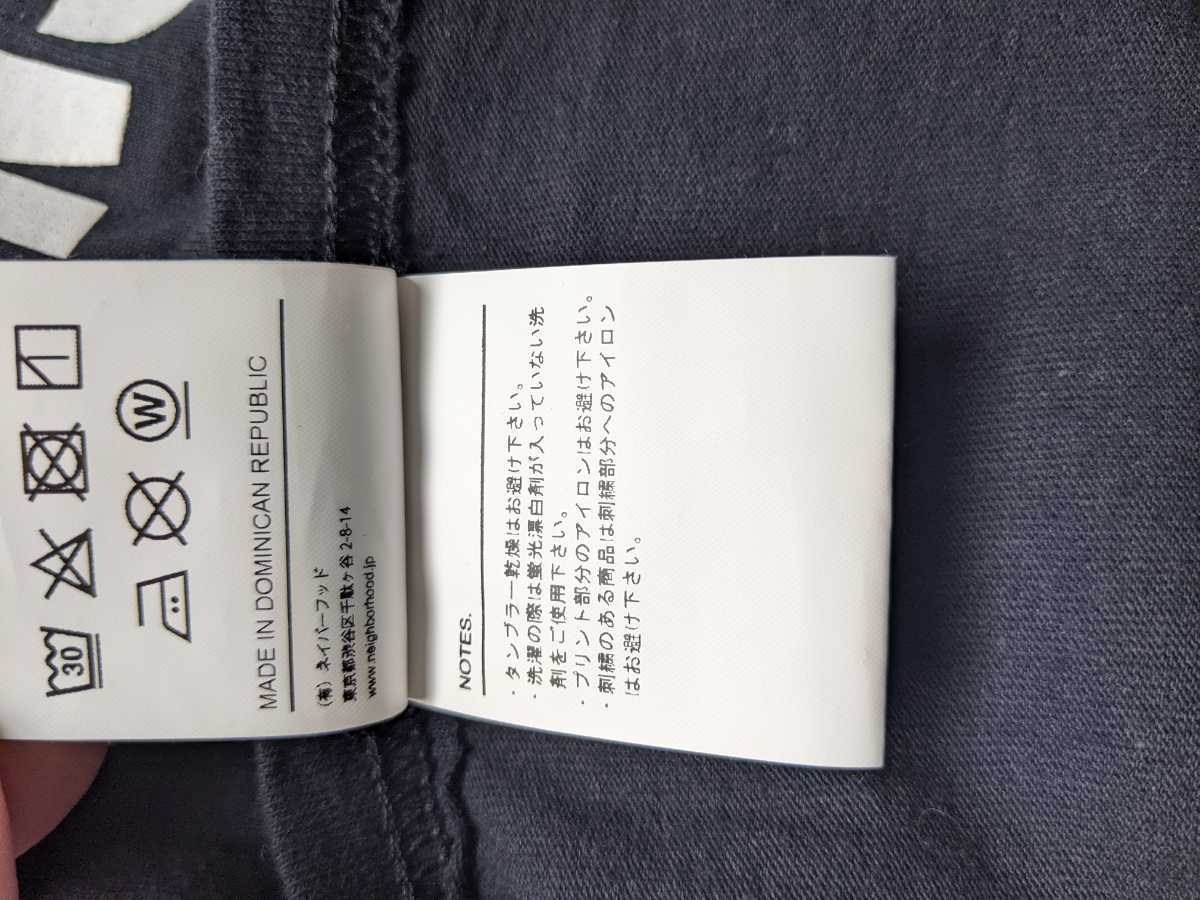 30
W
MADE IN DOMINICAN REPUBLIC
(有) ネイバーフッド
東京都渋谷区千駄ヶ谷 2-8-14
www.neighborhood.jp
NOTES.
・タンブラー乾燥はお避け下さい。
・洗濯の際は蛍光漂白剤が入っていない洗
剤をご使用下さい。
・プリント部分のアイロンはお避け下さい。
・刺繍のある商品は刺繍部分へのアイロン
はお避け下さい。